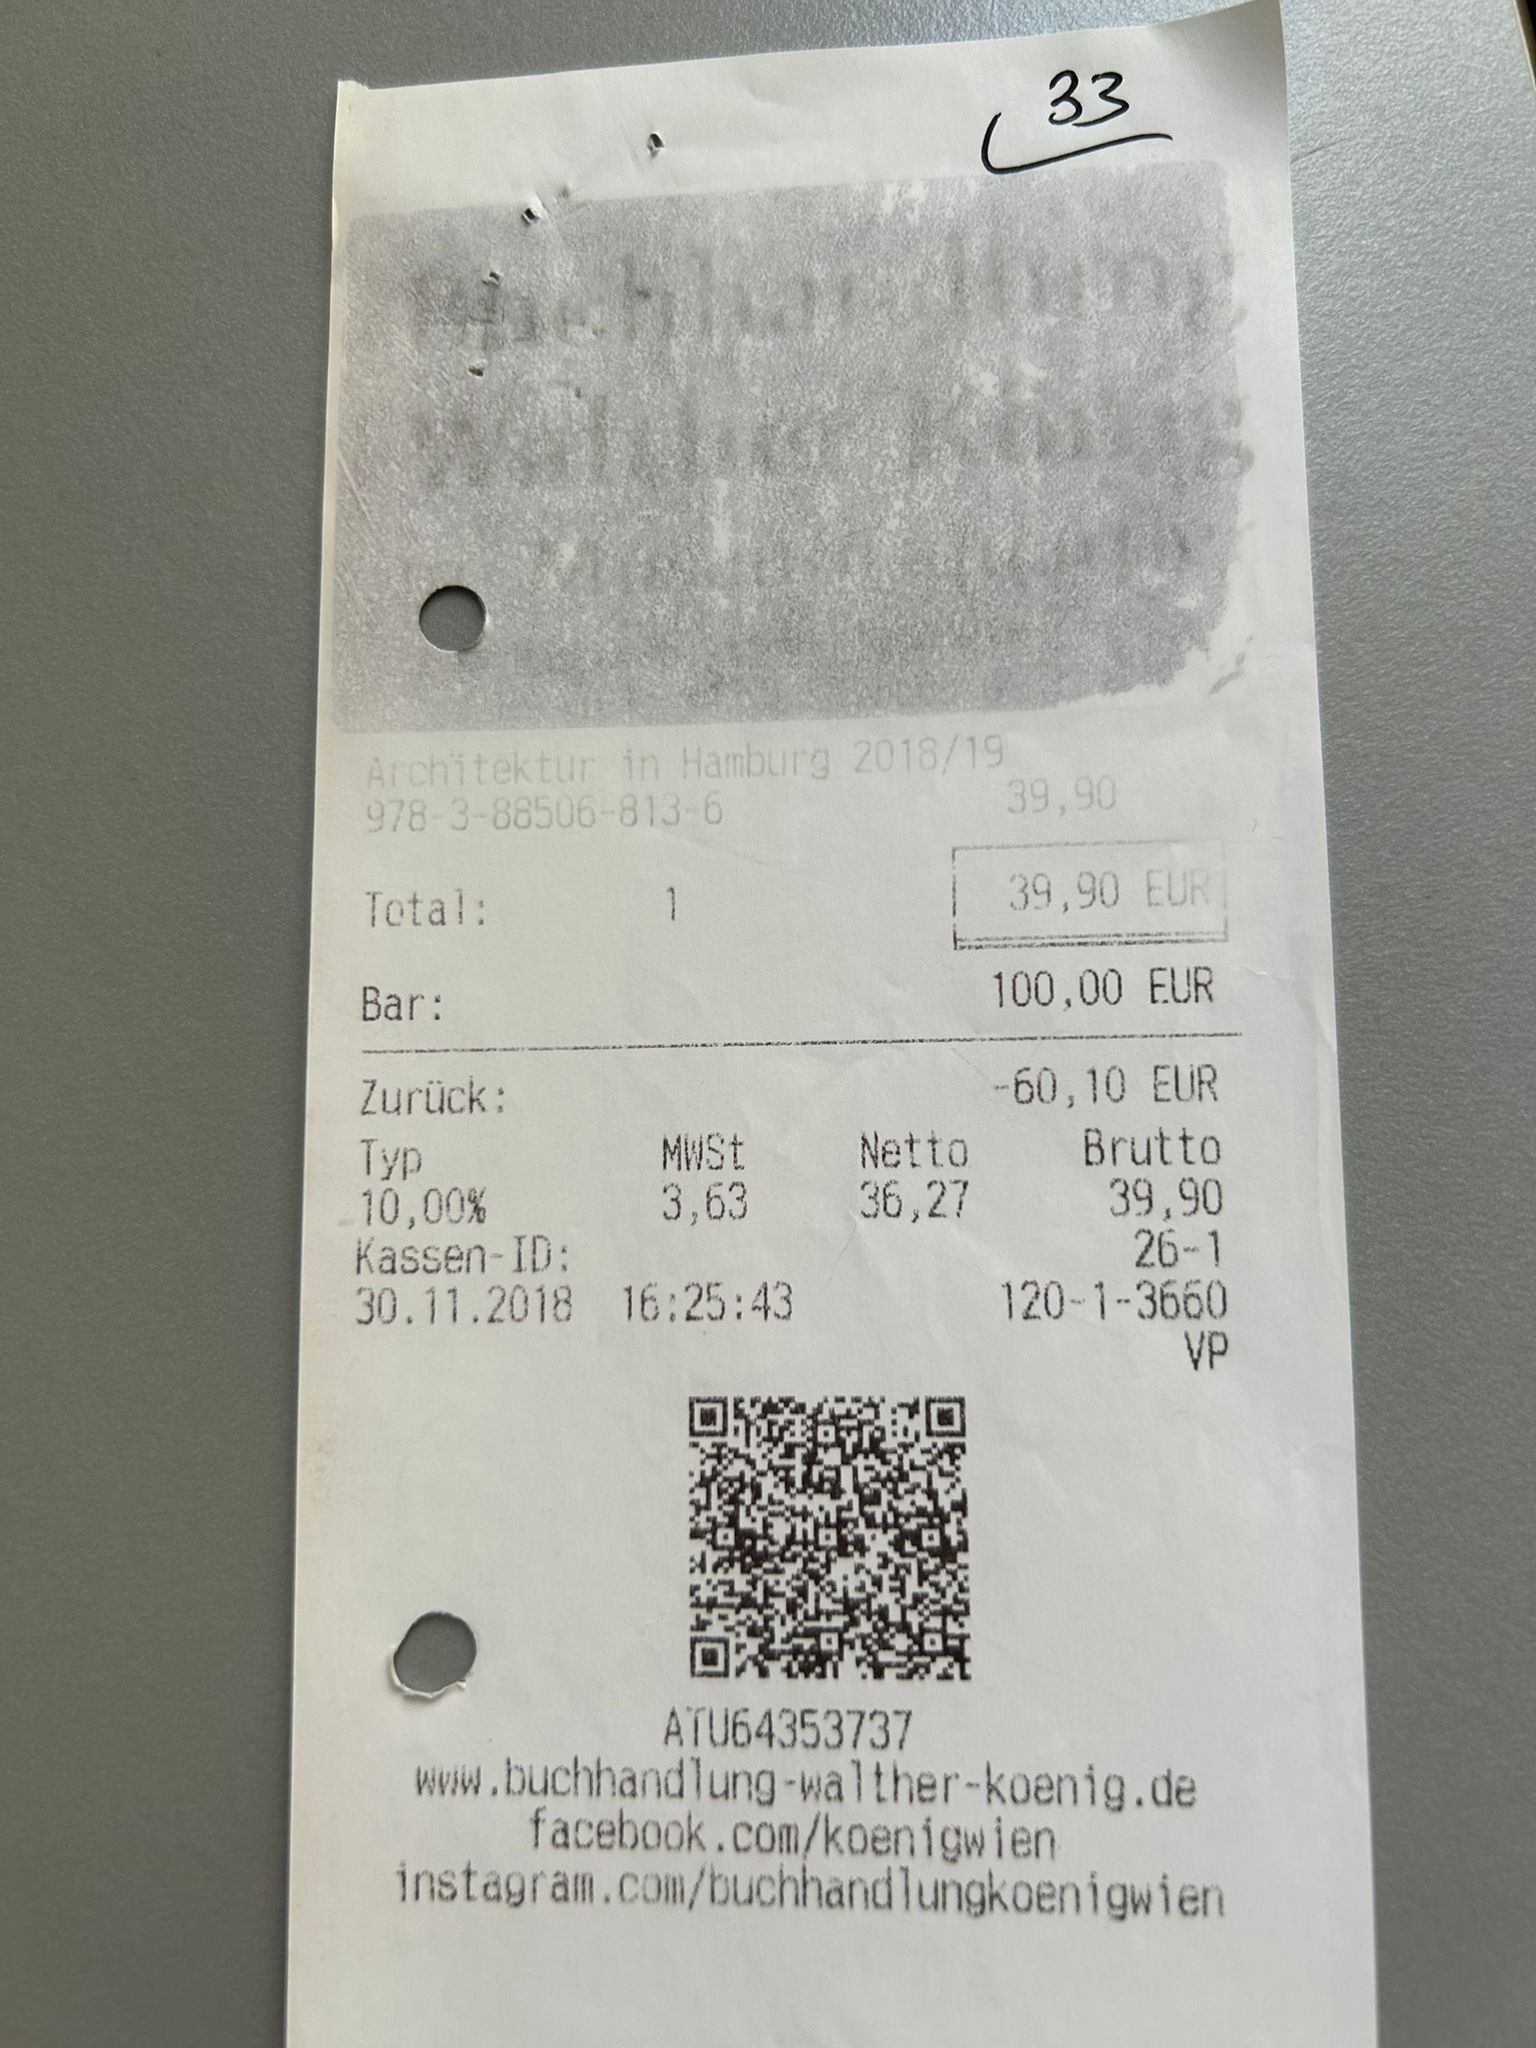 33
Buchhandlung
Walther König
Architektur in Hamburg 2018/19
978-3-88506-813-6 39,90
Total: 1 39,90 EUR
Bar: 100,00 EUR
Zurück: -60,10 EUR
Typ MWSt Netto Brutto
10,00% 3,63 36,27 39,90
Kassen-ID: 26-1
30.11.2018 16:25:43 120-1-3660
VP
ATU64353737
www.buchhandlung-walther-koenig.de
facebook.com/koenigwien
instagram.com/buchhandlungkoenigwien